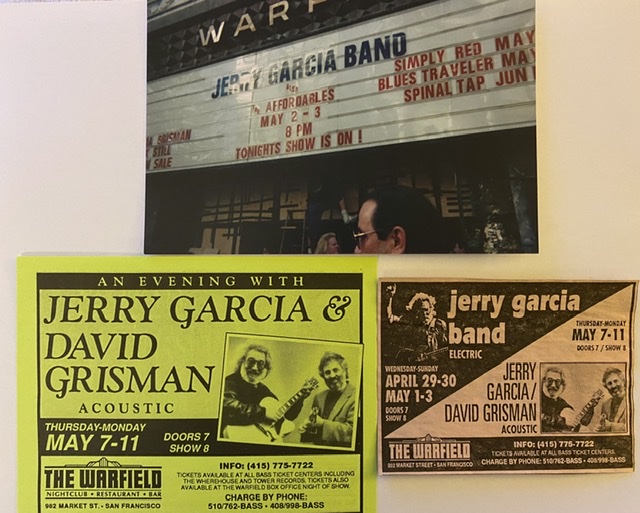 WARF
JERRY GARCIA BAND
WITH
THE AFFORDABLES
MAY 2 - 3
8 PM
TONIGHTS SHOW IS ON !
SIMPLY RED MAY
BLUES TRAVELER MAY
SPINAL TAP JUN
GRISMAN
STILL
SALE
AN EVENING WITH
JERRY GARCIA &
DAVID
GRISMAN
ACOUSTIC
THURSDAY-MONDAY
MAY 7-11
DOORS 7
SHOW 8
THE WARFIELD
NIGHTCLUB • RESTAURANT • BAR
982 MARKET ST. • SAN FRANCISCO
INFO: (415) 775-7722
TICKETS AVAILABLE AT ALL BASS TICKET CENTERS INCLUDING
THE WHEREHOUSE AND TOWER RECORDS. TICKETS ALSO
AVAILABLE AT THE WARFIELD BOX OFFICE NIGHT OF SHOW.
CHARGE BY PHONE:
510/762-BASS • 408/998-BASS
jerry garcia
band
ELECTRIC
WEDNESDAY-SUNDAY
APRIL 29-30
MAY 1-3
DOORS 7
SHOW 8
THURSDAY-MONDAY
MAY 7-11
DOORS 7 / SHOW 8
JERRY
GARCIA/
DAVID GRISMAN
ACOUSTIC
THE WARFIELD
982 MARKET STREET • SAN FRANCISCO
INFO: (415) 775-7722
TICKETS AVAILABLE AT ALL BASS TICKET CENTERS.
CHARGE BY PHONE: 510/762-BASS • 408/998-BASS